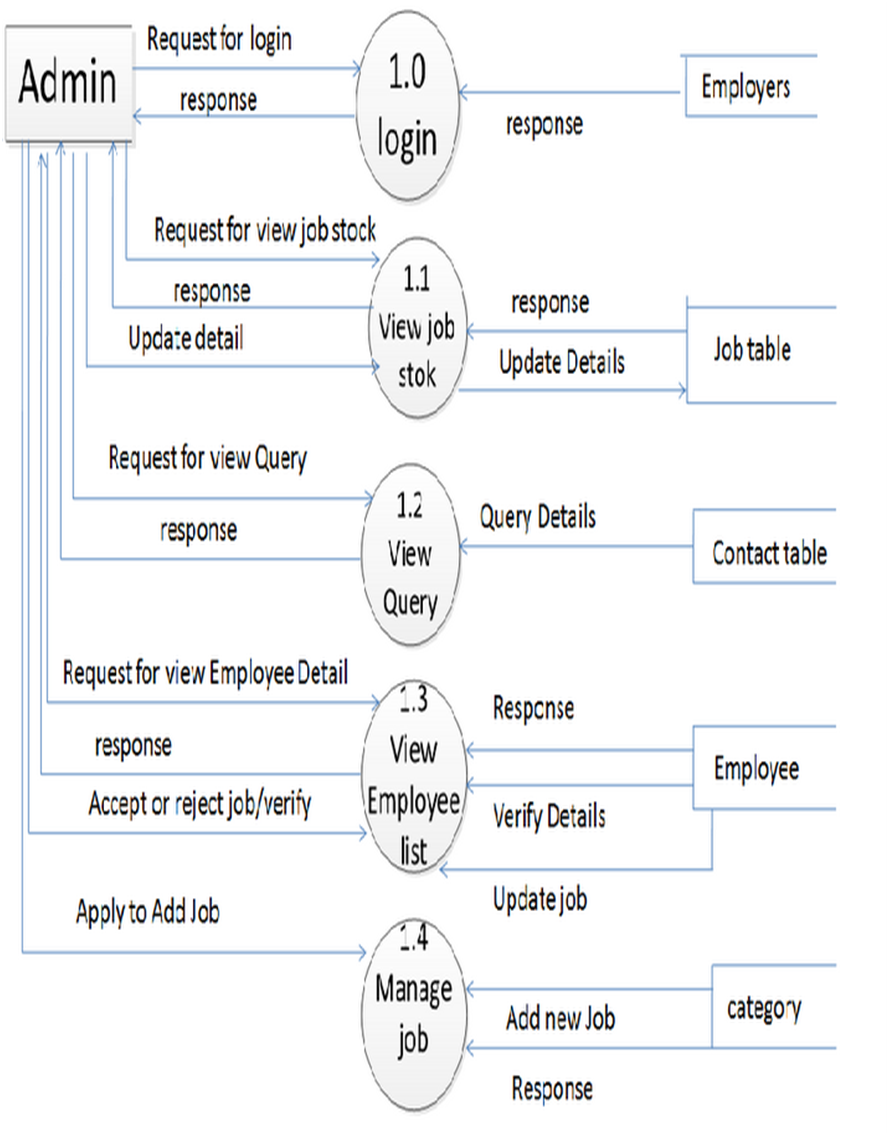 Admin
Request for login
response
1.0
login
response
Employers
Request for view job stock
response
Update detail
1.1
View job
stok
response
Update Details
Job table
Request for view Query
response
1.2
View
Query
Query Details
Contact table
Request for view Employee Detail
response
Accept or reject job/verify
1.3
View
Employee
list
Response
Verify Details
Update job
Employee
Apply to Add Job
1.4
Manage
job
Add new Job
Response
category